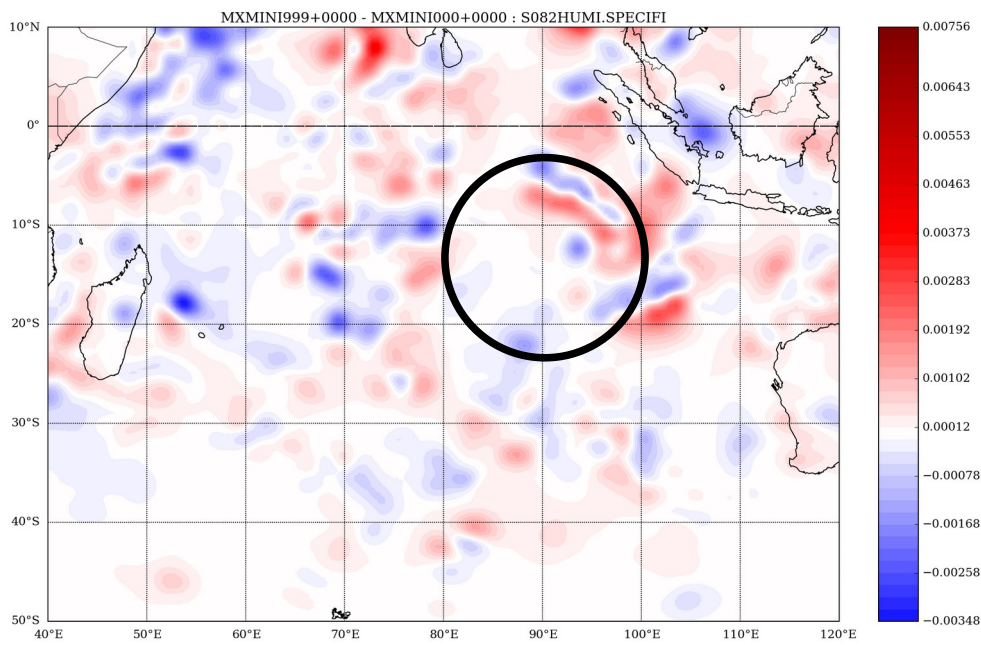 MXMINI999+0000 - MXMINI000+0000 : S082HUMI.SPECIFI
10°N
0°
10°S
20°S
30°S
40°S
50°S
40°E 50°E 60°E 70°E 80°E 90°E 100°E 110°E 120°E
0.00756
0.00643
0.00553
0.00463
0.00373
0.00283
0.00192
0.00102
0.00012
−0.00078
−0.00168
−0.00258
−0.00348